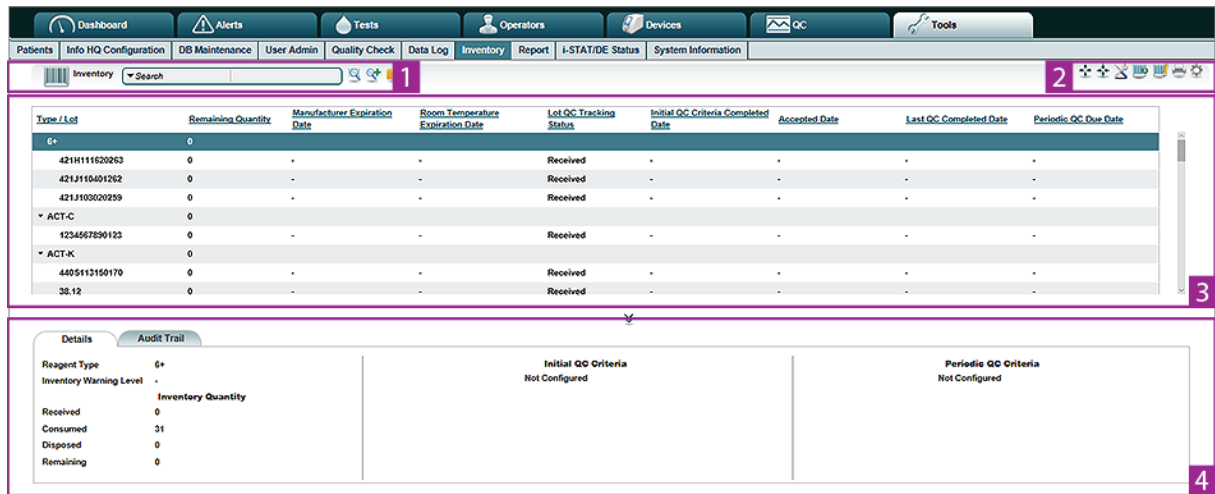 Dashboard Alerts Tests Operators Devices QC Tools
Patients Info HQ Configuration DB Maintenance User Admin Quality Check Data Log Inventory Report i-STAT/DE Status System Information
Inventory Search 1 2
Type / Lot Remaining Quantity Manufacturer Expiration Date Room Temperature Expiration Date Lot QC Tracking Status Initial QC Criteria Completed Date Accepted Date Last QC Completed Date Periodic QC Due Date
6+ 0
421H111620263 0 - - Received - - - -
421J110401262 0 - - Received - - - -
421J103020259 0 - - Received - - - -
ACT-C 0
1234567890123 0 - - Received - - - -
ACT-K 0
440S113150170 0 - - Received - - - -
38.12 0 - - Received - - - -
3
Details Audit Trail
Reagent Type 6+ Initial QC Criteria Periodic QC Criteria
Inventory Warning Level - Not Configured Not Configured
Inventory Quantity
Received 0
Consumed 31
Disposed 0
Remaining 0
4